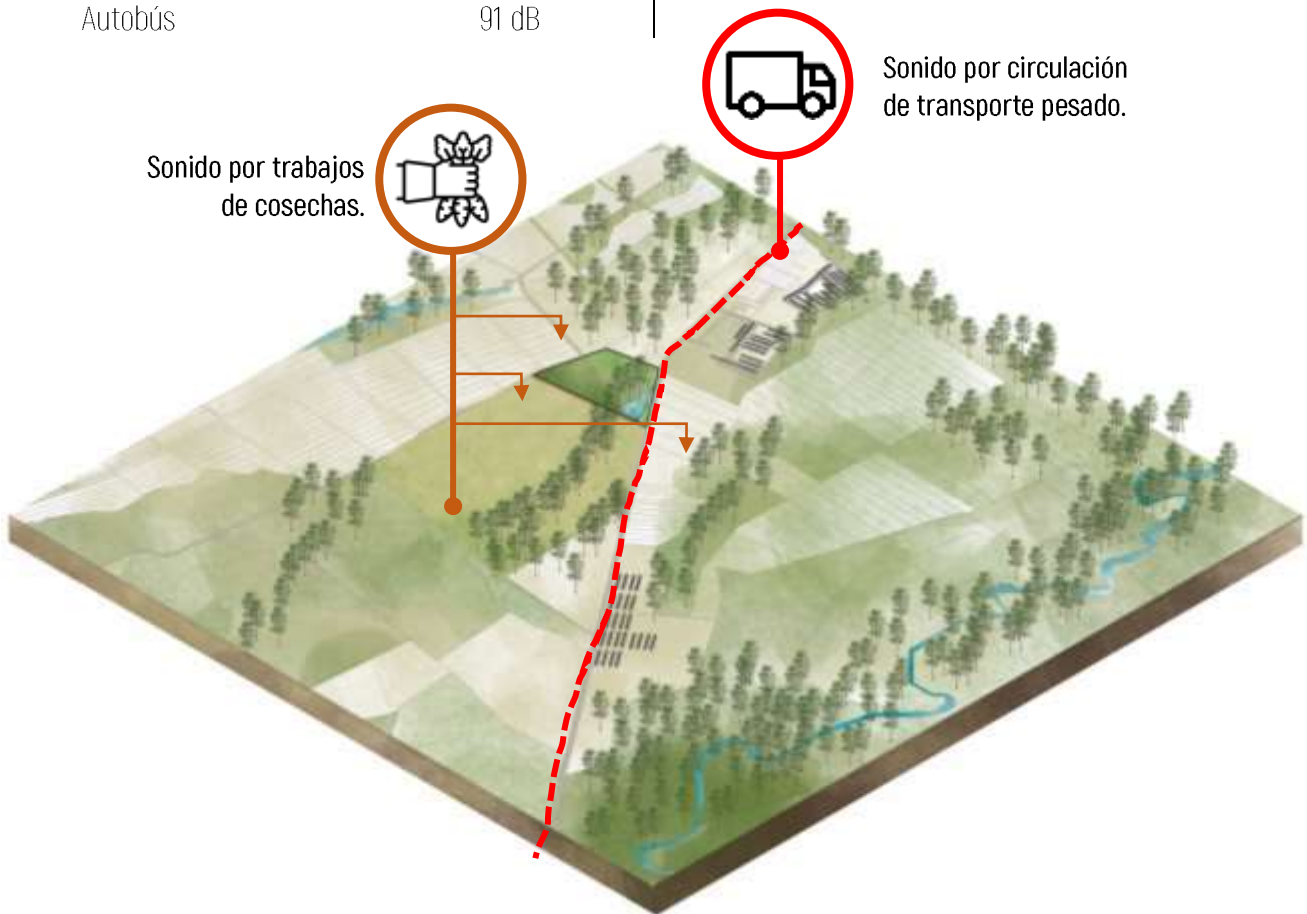 Autobús 91 dB
Sonido por circulación
de transporte pesado.
Sonido por trabajos
de cosechas.